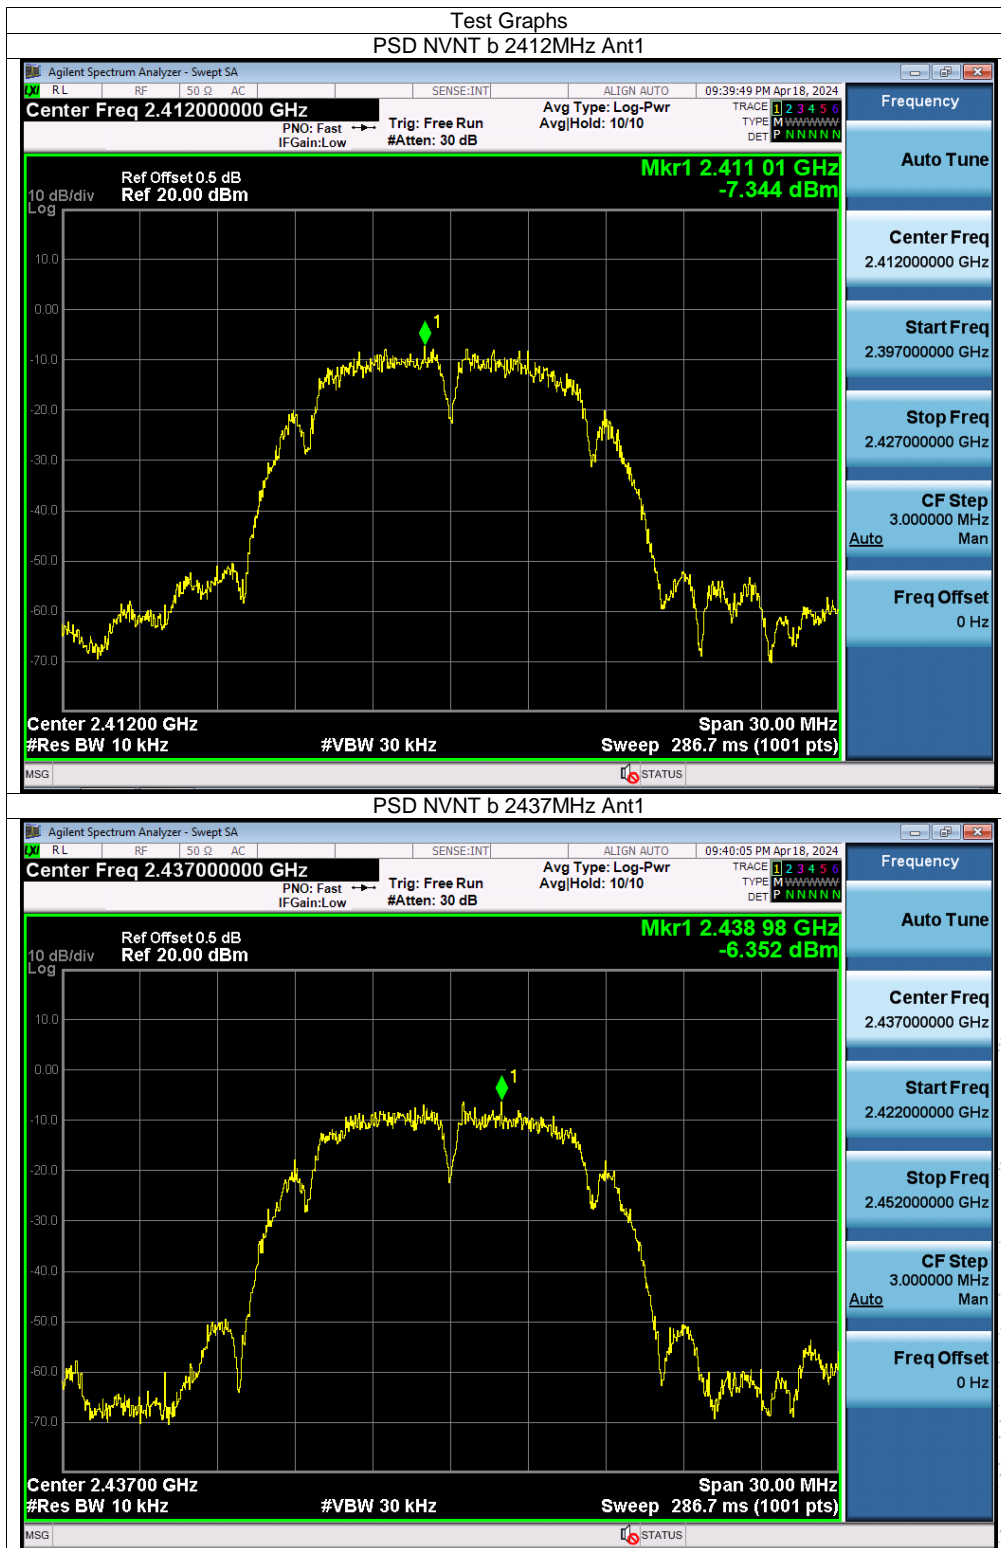 Test Graphs
PSD NVNT b 2412MHz Ant1
Agilent Spectrum Analyzer - Swept SA
LXI RL RF 50 Ω AC SENSE:INT ALIGN AUTO 09:39:49 PM Apr 18, 2024
Center Freq 2.412000000 GHz Avg Type: Log-Pwr TRACE 1 2 3 4 5 6
PNO: Fast Trig: Free Run Avg|Hold: 10/10 TYPE M WWWWW
IFGain:Low #Atten: 30 dB DET P N N N N N
Frequency
Auto Tune
Center Freq
2.412000000 GHz
Start Freq
2.397000000 GHz
Stop Freq
2.427000000 GHz
CF Step
3.000000 MHz
Auto Man
Freq Offset
0 Hz
Mkr1 2.411 01 GHz
-7.344 dBm
Ref Offset 0.5 dB
10 dB/div Ref 20.00 dBm
Log
10.0
0.00
1
-10.0
-20.0
-30.0
-40.0
-50.0
-60.0
-70.0
Center 2.41200 GHz Span 30.00 MHz
#Res BW 10 kHz #VBW 30 kHz Sweep 286.7 ms (1001 pts)
MSG STATUS
PSD NVNT b 2437MHz Ant1
Agilent Spectrum Analyzer - Swept SA
LXI RL RF 50 Ω AC SENSE:INT ALIGN AUTO 09:40:05 PM Apr 18, 2024
Center Freq 2.437000000 GHz Avg Type: Log-Pwr TRACE 1 2 3 4 5 6
PNO: Fast Trig: Free Run Avg|Hold: 10/10 TYPE M WWWWW
IFGain:Low #Atten: 30 dB DET P N N N N N
Frequency
Auto Tune
Center Freq
2.437000000 GHz
Start Freq
2.422000000 GHz
Stop Freq
2.452000000 GHz
CF Step
3.000000 MHz
Auto Man
Freq Offset
0 Hz
Mkr1 2.438 98 GHz
-6.352 dBm
Ref Offset 0.5 dB
10 dB/div Ref 20.00 dBm
Log
10.0
0.00
1
-10.0
-20.0
-30.0
-40.0
-50.0
-60.0
-70.0
Center 2.43700 GHz Span 30.00 MHz
#Res BW 10 kHz #VBW 30 kHz Sweep 286.7 ms (1001 pts)
MSG STATUS